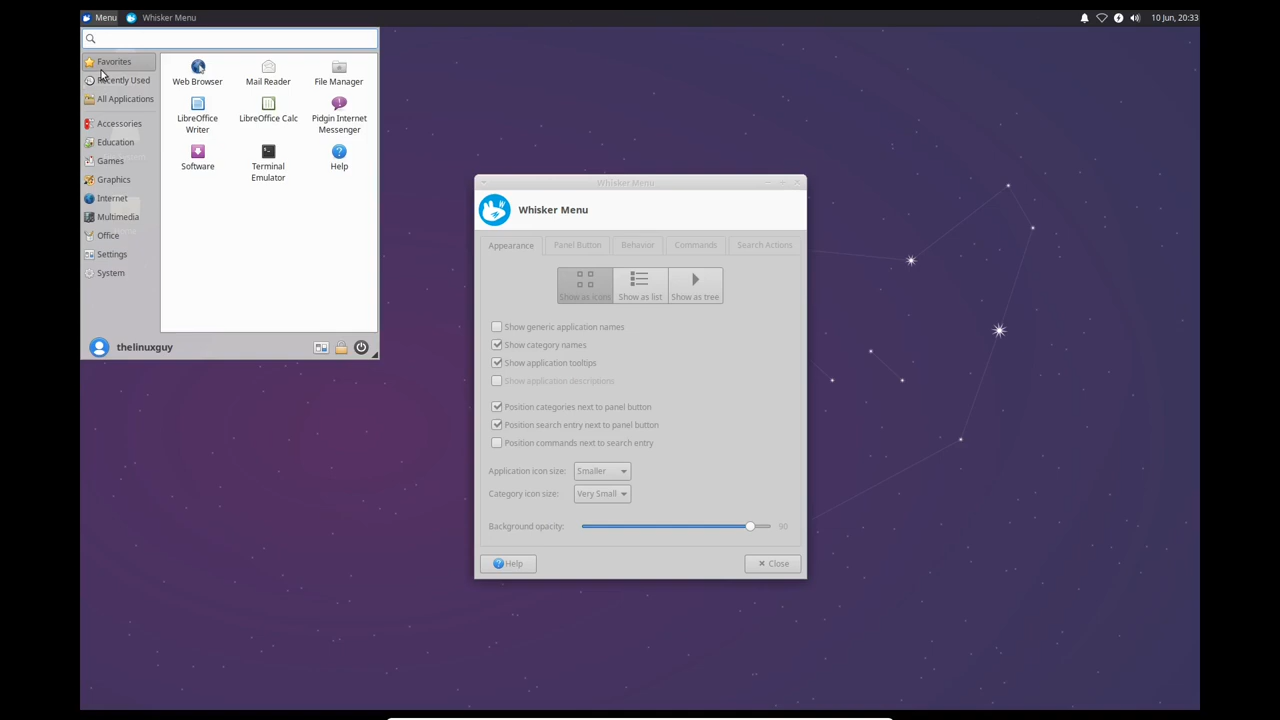 Menu Whisker Menu 10 Jun, 20:33
Favorites
Recently Used
All Applications
Accessories
Education
Games
Graphics
Internet
Multimedia
Office
Settings
System
Web Browser Mail Reader File Manager
LibreOffice Writer LibreOffice Calc Pidgin Internet Messenger
Software Terminal Emulator Help
thelinuxguy
Whisker Menu
Whisker Menu
Appearance Panel Button Behavior Commands Search Actions
Show as icons Show as list Show as tree
Show generic application names
Show category names
Show application tooltips
Show application descriptions
Position categories next to panel button
Position search entry next to panel button
Position commands next to search entry
Application icon size: Smaller
Category icon size: Very Small
Background opacity: 90
Help Close